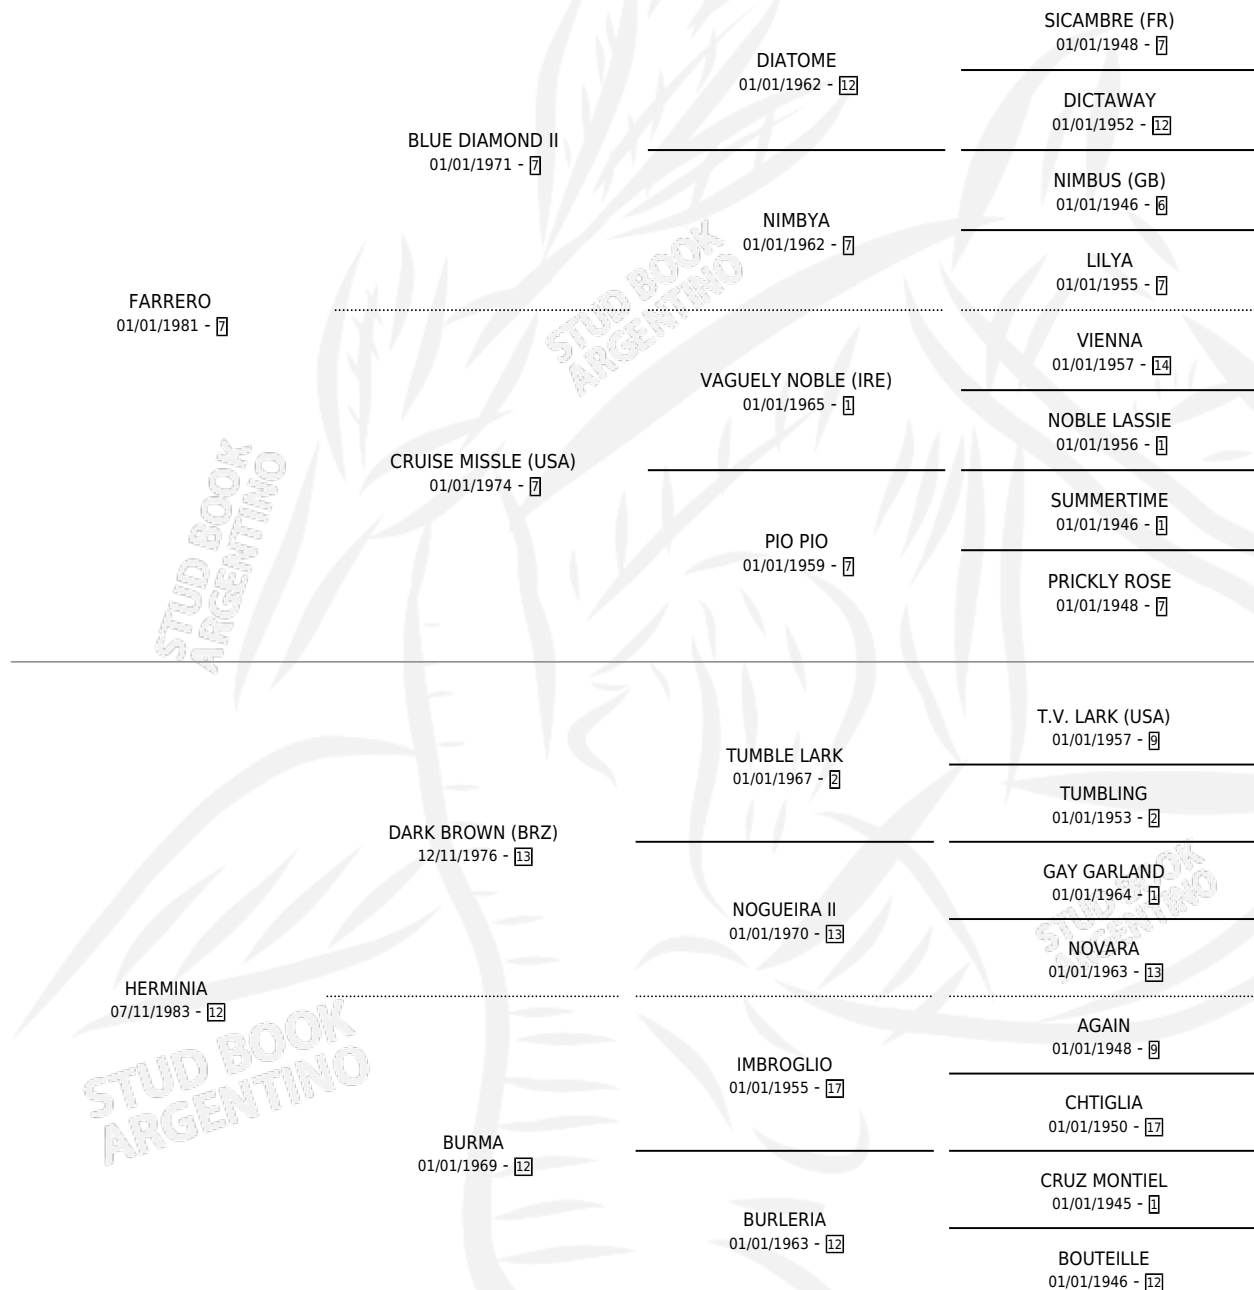 SICAMBRE (FR)
01/01/1948 - 7
DIATOME
01/01/1962 - 12
DICTAWAY
01/01/1952 - 12
BLUE DIAMOND II
01/01/1971 - 7
NIMBUS (GB)
01/01/1946 - 6
NIMBYA
01/01/1962 - 7
LILYA
01/01/1955 - 7
FARRERO
01/01/1981 - 7
VIENNA
01/01/1957 - 14
VAGUELY NOBLE (IRE)
01/01/1965 - 1
NOBLE LASSIE
01/01/1956 - 1
CRUISE MISSLE (USA)
01/01/1974 - 7
SUMMERTIME
01/01/1946 - 1
PIO PIO
01/01/1959 - 7
PRICKLY ROSE
01/01/1948 - 7
T.V. LARK (USA)
01/01/1957 - 9
TUMBLE LARK
01/01/1967 - 2
TUMBLING
01/01/1953 - 2
DARK BROWN (BRZ)
12/11/1976 - 13
GAY GARLAND
01/01/1964 - 1
NOGUEIRA II
01/01/1970 - 13
NOVARA
01/01/1963 - 13
HERMINIA
07/11/1983 - 12
AGAIN
01/01/1948 - 9
IMBROGLIO
01/01/1955 - 17
CHTIGLIA
01/01/1950 - 17
BURMA
01/01/1969 - 12
CRUZ MONTIEL
01/01/1945 - 1
BURLERIA
01/01/1963 - 12
BOUTEILLE
01/01/1946 - 12
STUD BOOK
ARGENTINO
STUD BOOK
ARGENTINO
STUD BOOK
ARGENTINO
STUD BOOK
ARGENTINO